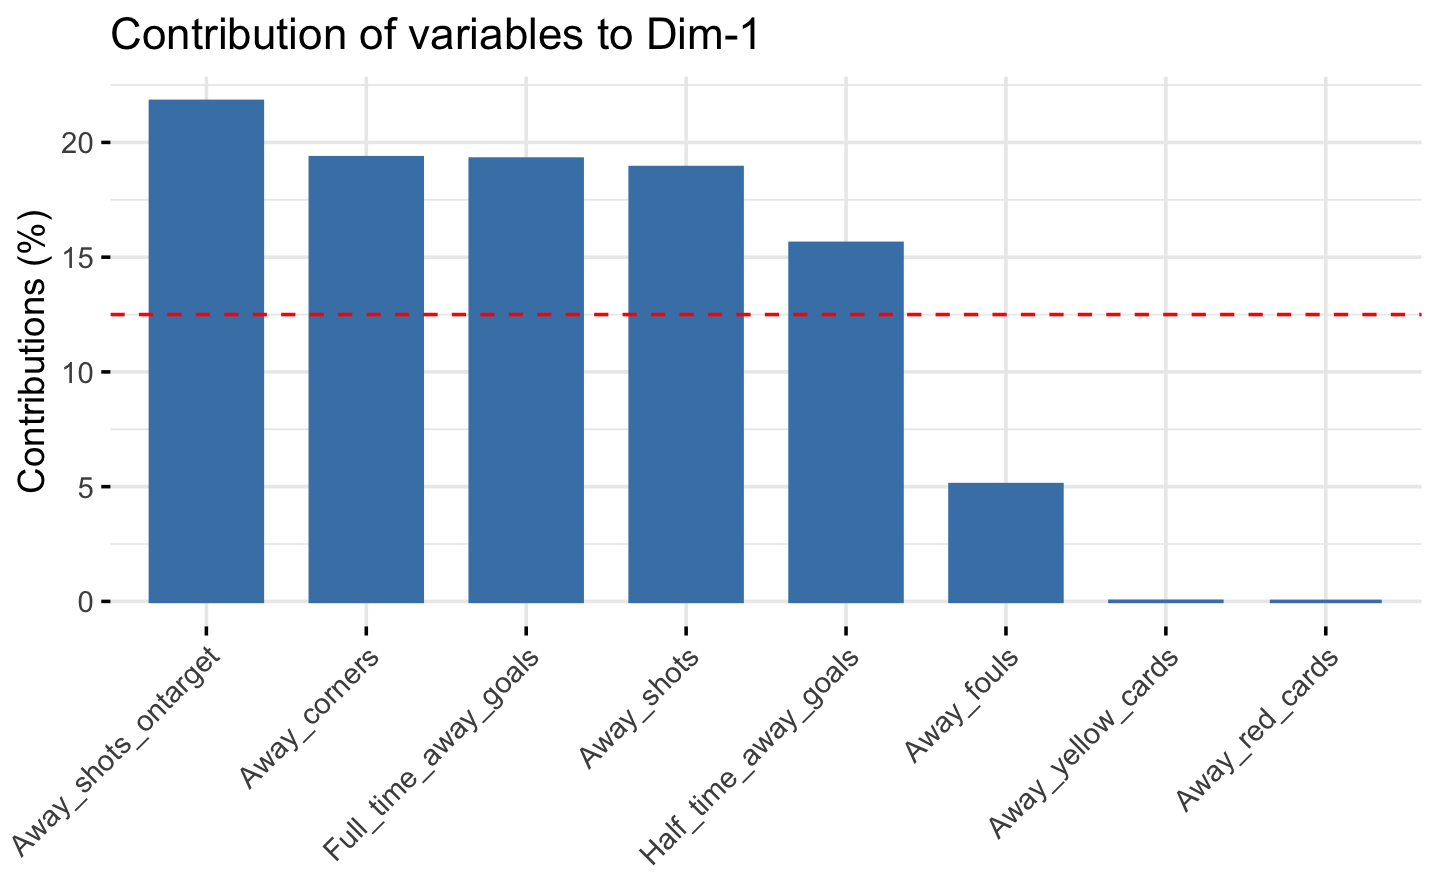 Contribution of variables to Dim-1
Contributions (%)
20
15
10
5
0
Away_shots_ontarget
Away_corners
Full_time_away_goals
Away_shots
Half_time_away_goals
Away_fouls
Away_yellow_cards
Away_red_cards